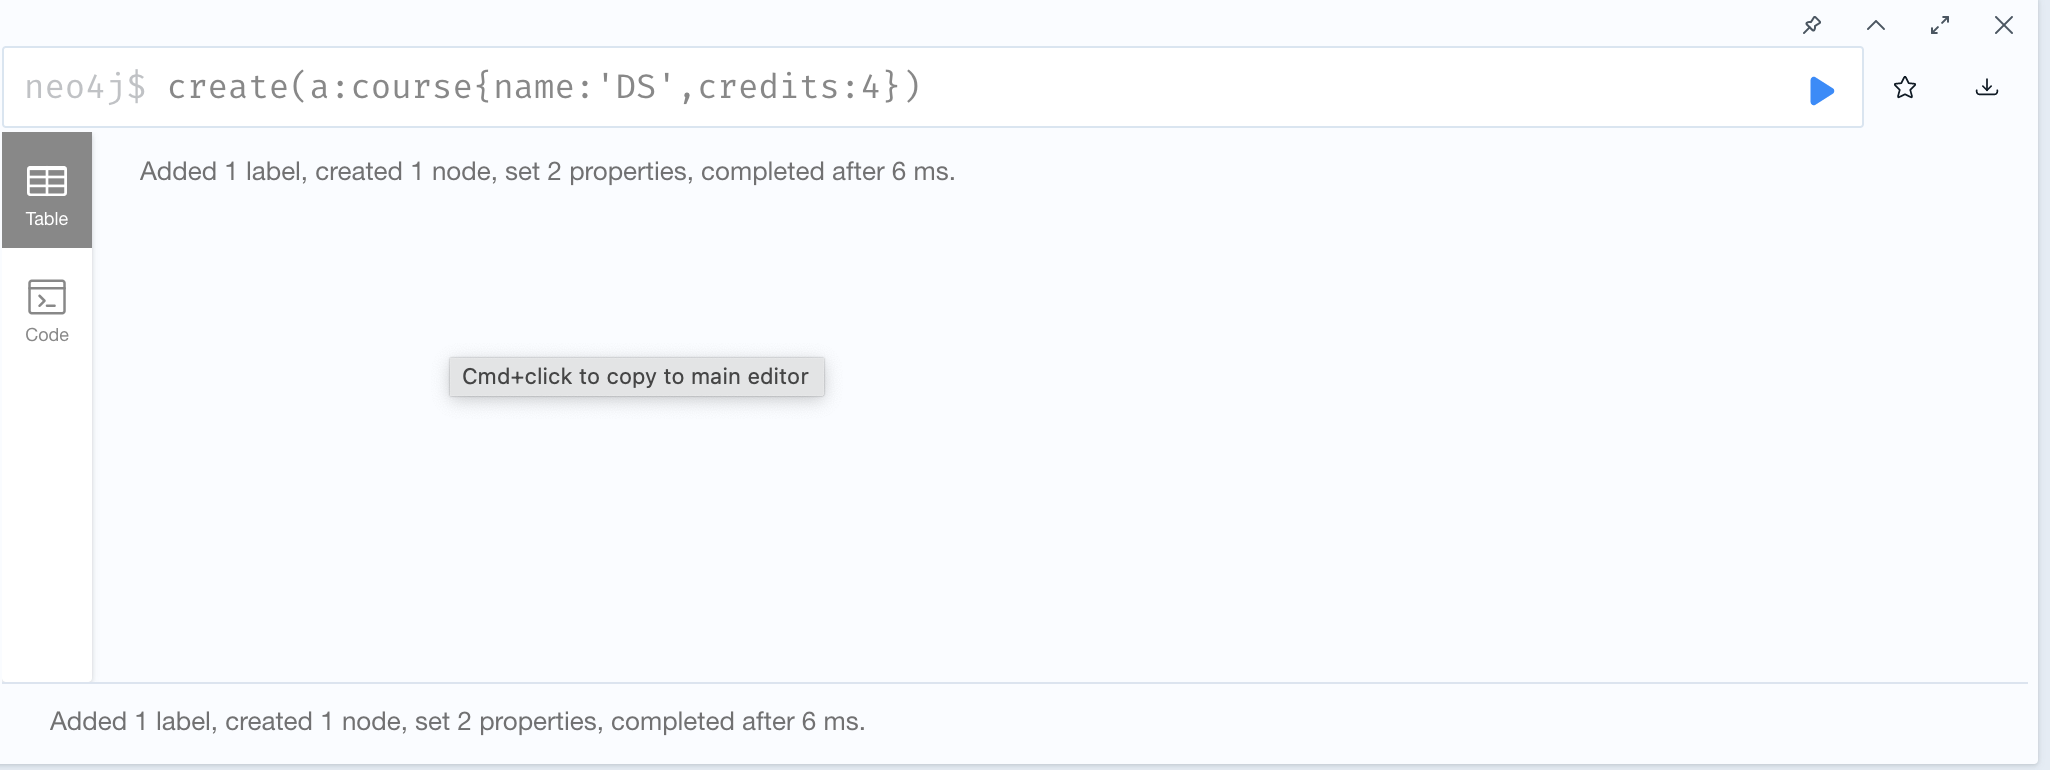 neo4j$ create(a:course{name:'DS',credits:4})
Added 1 label, created 1 node, set 2 properties, completed after 6 ms.
Table
Code
Cmd+click to copy to main editor
Added 1 label, created 1 node, set 2 properties, completed after 6 ms.